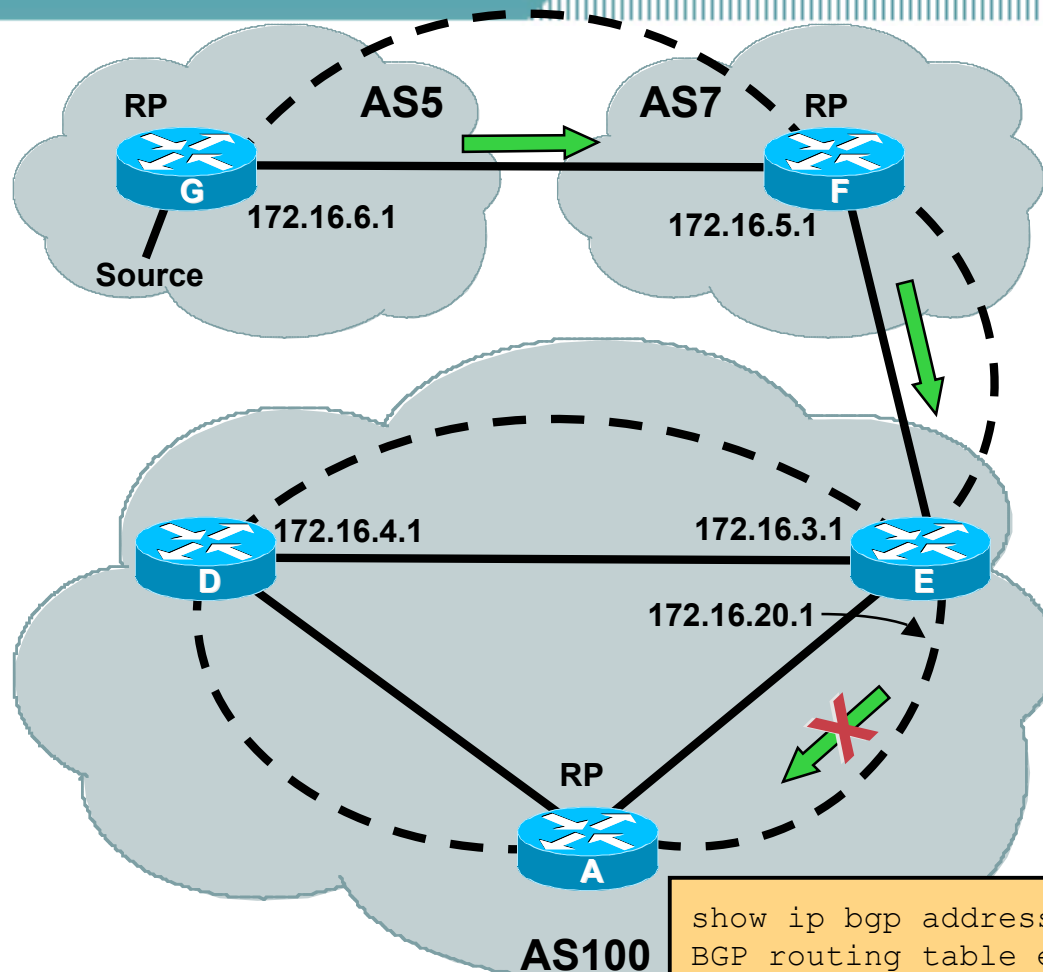 RP
AS5
AS7
RP
G
F
172.16.6.1
172.16.5.1
Source
172.16.4.1
172.16.3.1
D
E
172.16.20.1
RP
A
AS100
show ip bgp address
BGP routing table e